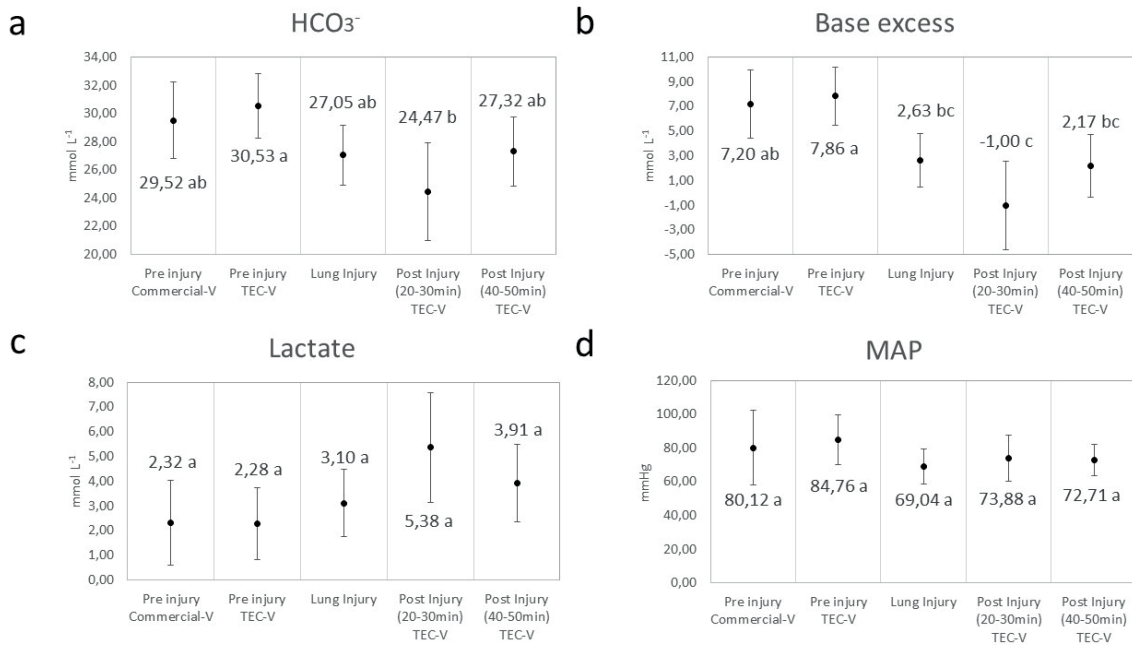 a
HCO₃⁻
34,00
32,00
30,00
28,00
26,00
24,00
22,00
20,00
mmol L⁻¹
29,52 ab
30,53 a
27,05 ab
24,47 b
27,32 ab
Pre injury
Commercial-V
Pre injury
TEC-V
Lung Injury
Post Injury
(20-30min)
TEC-V
Post Injury
(40-50min)
TEC-V
b
Base excess
11,00
9,00
7,00
5,00
3,00
1,00
-1,00
-3,00
-5,00
mmol L⁻¹
7,20 ab
7,86 a
2,63 bc
-1,00 c
2,17 bc
Pre injury
Commercial-V
Pre injury
TEC-V
Lung Injury
Post Injury
(20-30min)
TEC-V
Post Injury
(40-50min)
TEC-V
c
Lactate
8,00
7,00
6,00
5,00
4,00
3,00
2,00
1,00
0,00
mmol L⁻¹
2,32 a
2,28 a
3,10 a
5,38 a
3,91 a
Pre injury
Commercial-V
Pre injury
TEC-V
Lung Injury
Post Injury
(20-30min)
TEC-V
Post Injury
(40-50min)
TEC-V
d
MAP
120,00
100,00
80,00
60,00
40,00
20,00
0,00
mmHg
80,12 a
84,76 a
69,04 a
73,88 a
72,71 a
Pre injury
Commercial-V
Pre injury
TEC-V
Lung Injury
Post Injury
(20-30min)
TEC-V
Post Injury
(40-50min)
TEC-V